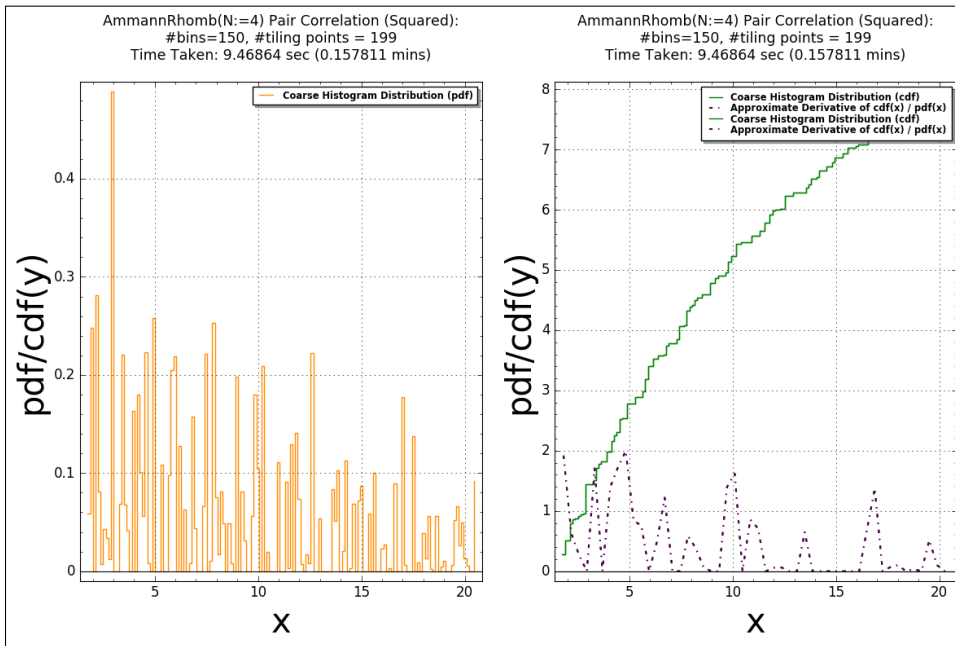 AmmannRhomb(N:=4) Pair Correlation (Squared):
#bins=150, #tiling points = 199
Time Taken: 9.46864 sec (0.157811 mins)
Coarse Histogram Distribution (pdf)
0.4
0.3
0.2
0.1
0
5
10
15
20
pdf/cdf(y)
x
AmmannRhomb(N:=4) Pair Correlation (Squared):
#bins=150, #tiling points = 199
Time Taken: 9.46864 sec (0.157811 mins)
Coarse Histogram Distribution (cdf)
Approximate Derivative of cdf(x) / pdf(x)
Coarse Histogram Distribution (cdf)
Approximate Derivative of cdf(x) / pdf(x)
8
7
6
5
4
3
2
1
0
5
10
15
20
pdf/cdf(y)
x